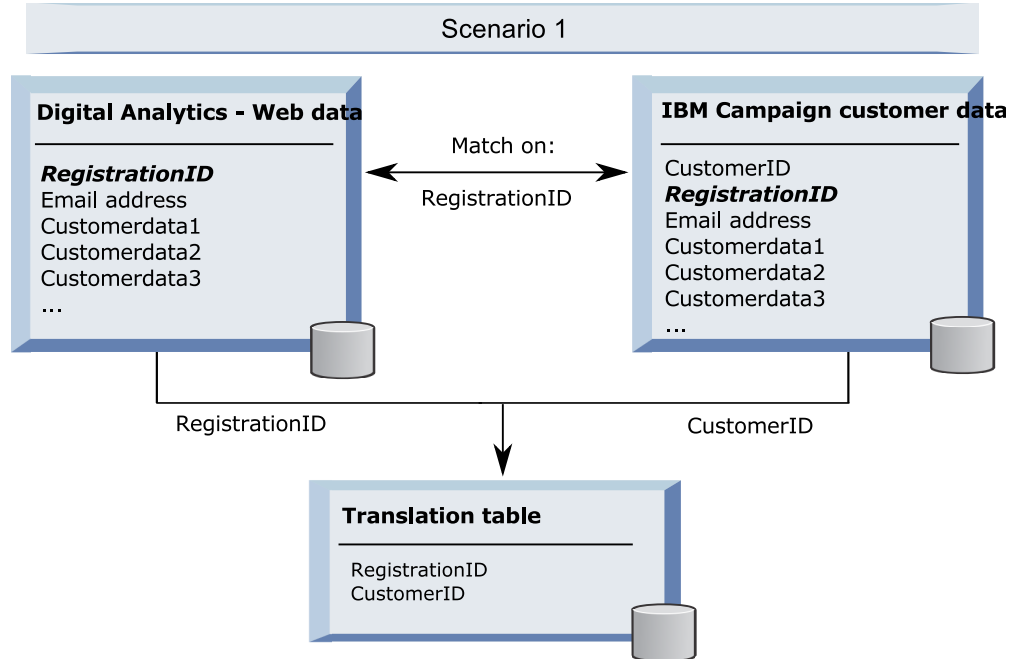 Scenario 1
Digital Analytics - Web data
RegistrationID
Email address
Customerdata1
Customerdata2
Customerdata3
...
Match on:
RegistrationID
IBM Campaign customer data
CustomerID
RegistrationID
Email address
Customerdata1
Customerdata2
Customerdata3
...
RegistrationID
CustomerID
Translation table
RegistrationID
CustomerID